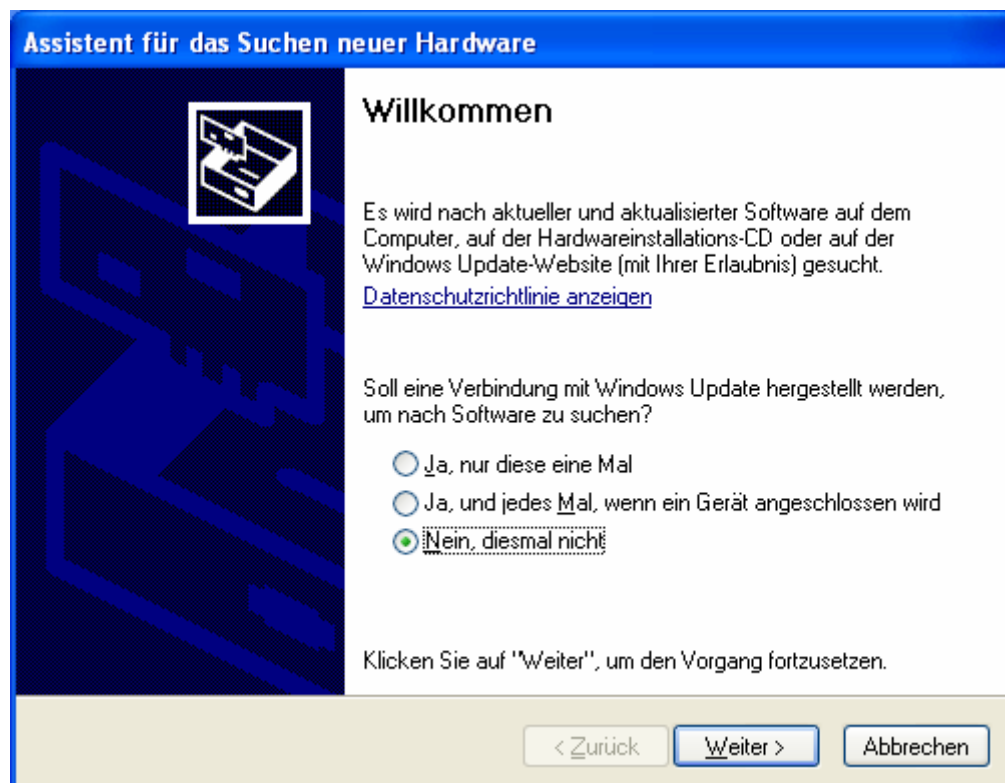 Assistent für das Suchen neuer Hardware
Willkommen
Es wird nach aktueller und aktualisierter Software auf dem
Computer, auf der Hardwareinstallations-CD oder auf der
Windows Update-Website (mit Ihrer Erlaubnis) gesucht.
Datenschutzrichtlinie anzeigen
Soll eine Verbindung mit Windows Update hergestellt werden,
um nach Software zu suchen?
Ja, nur diese eine Mal
Ja, und jedes Mal, wenn ein Gerät angeschlossen wird
Nein, diesmal nicht
Klicken Sie auf "Weiter", um den Vorgang fortzusetzen.
< Zurück Weiter > Abbrechen